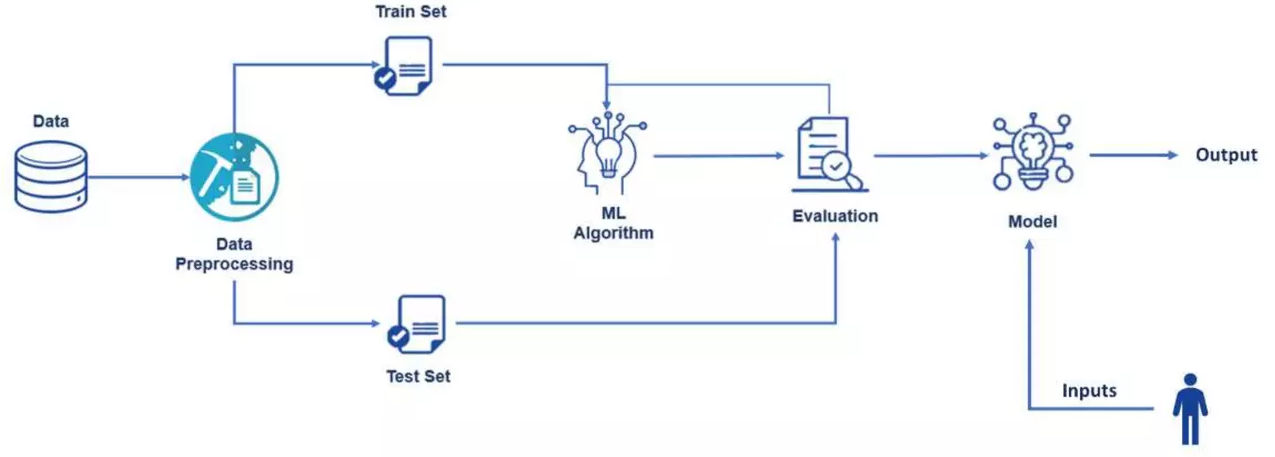 Train Set
Data
Data
Preprocessing
ML
Algorithm
Evaluation
Model
Output
Test Set
Inputs